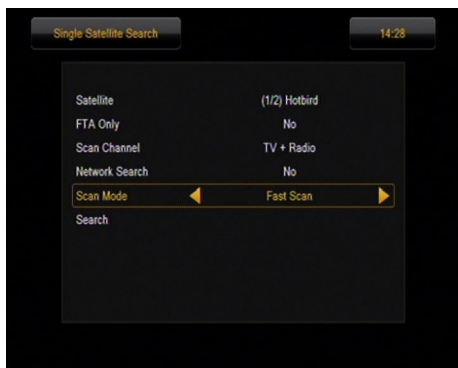 Single Satellite Search 14:28
Satellite (1/2) Hotbird
FTA Only No
Scan Channel TV + Radio
Network Search No
Scan Mode Fast Scan
Search